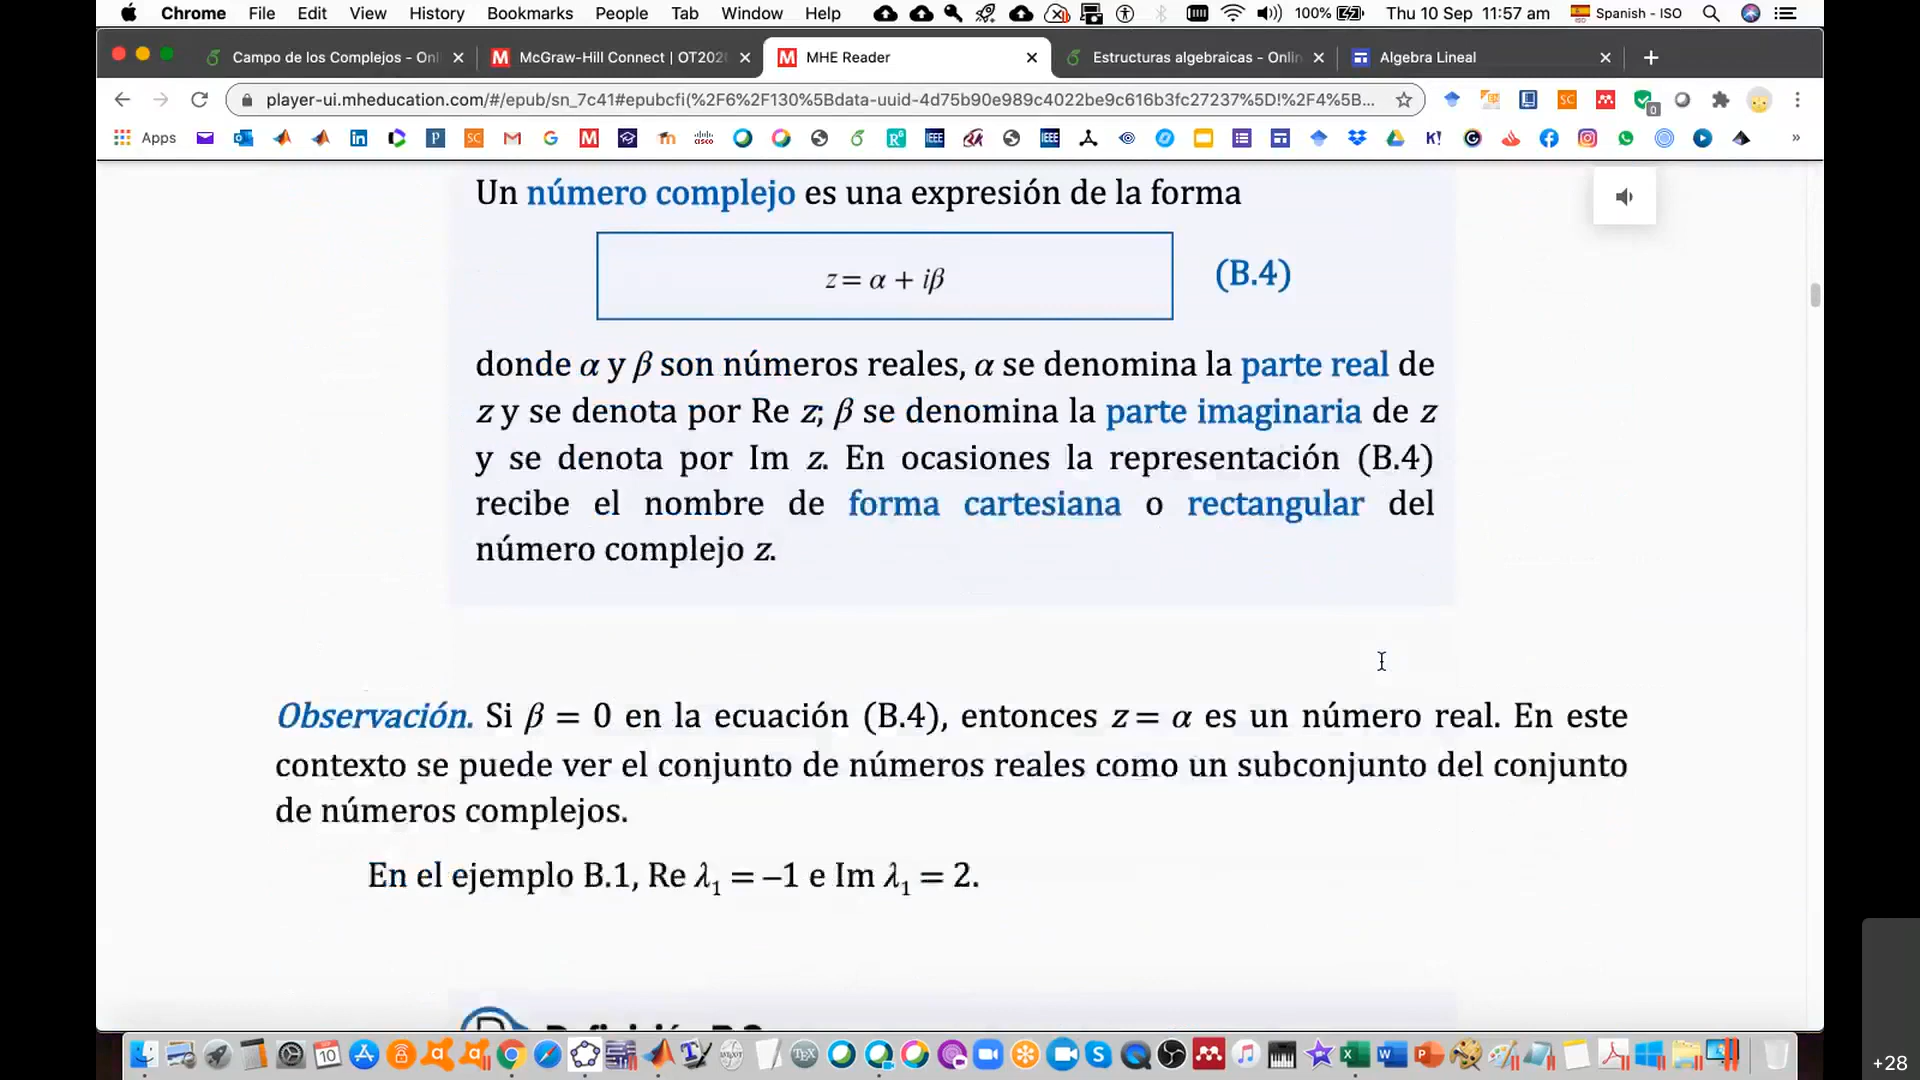 Chrome File Edit View History Bookmarks People Tab Window Help 100% Thu 10 Sep 11:57 am Spanish - ISO
Campo de los Complejos - Onl McGraw-Hill Connect | OT202 MHE Reader Estructuras algebraicas - Onlin Algebra Lineal
player-ui.mheducation.com/#/epub/sn_7c41#epubcfi(%2F6%2F130%5Bdata-uuid-4d75b90e989c4022be9c616b3fc27237%5D!%2F4%5B...
Apps
Un número complejo es una expresión de la forma
z = α + iβ (B.4)
donde α y β son números reales, α se denomina la parte real de
z y se denota por Re z; β se denomina la parte imaginaria de z
y se denota por Im z. En ocasiones la representación (B.4)
recibe el nombre de forma cartesiana o rectangular del
número complejo z.
Observación. Si β = 0 en la ecuación (B.4), entonces z = α es un número real. En este
contexto se puede ver el conjunto de números reales como un subconjunto del conjunto
de números complejos.
En el ejemplo B.1, Re λ₁ = –1 e Im λ₁ = 2.
+28